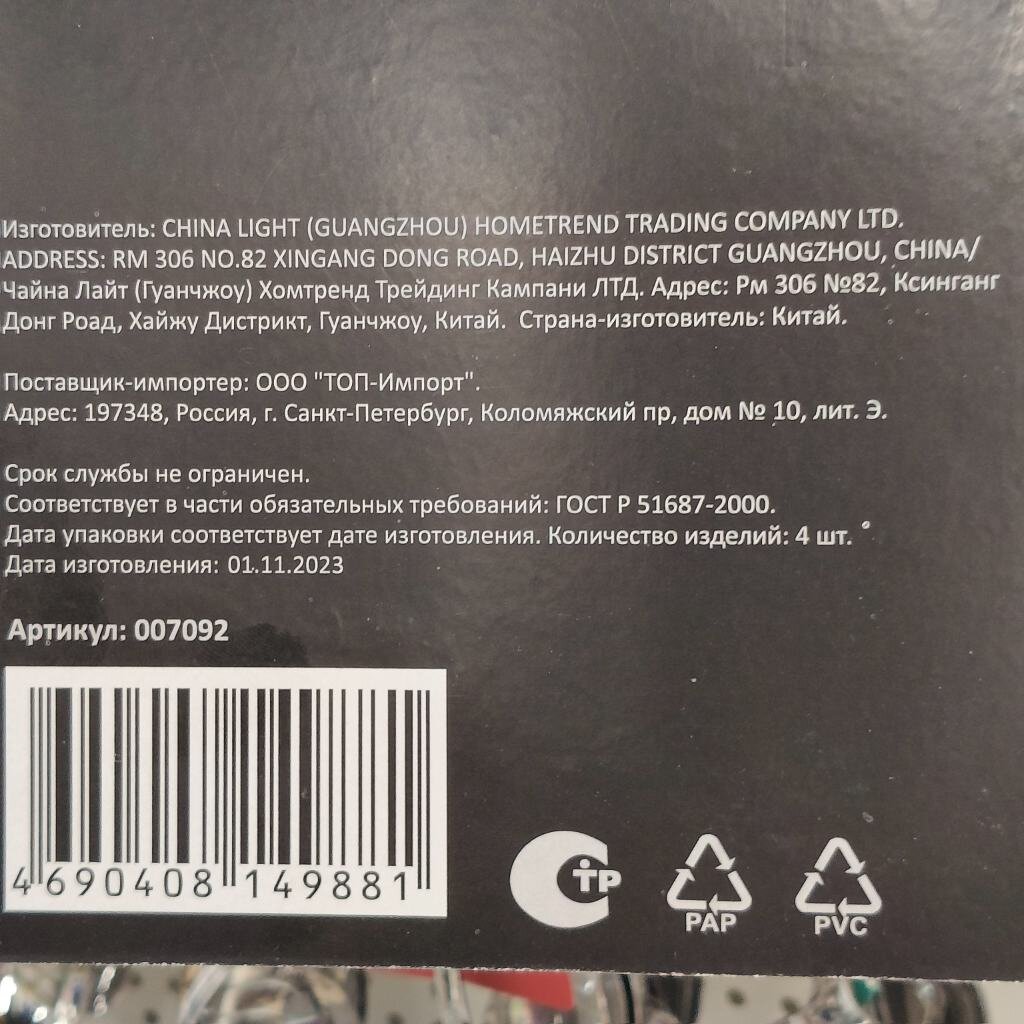 Изготовитель: CHINA LIGHT (GUANGZHOU) HOMETREND TRADING COMPANY LTD.
ADDRESS: RM 306 NO.82 XINGANG DONG ROAD, HAIZHU DISTRICT GUANGZHOU, CHINA/
Чайна Лайт (Гуанчжоу) Хомтренд Трейдинг Кампани ЛТД. Адрес: Рм 306 №82, Ксинганг
Донг Роад, Хайжу Дистрикт, Гуанчжоу, Китай. Страна-изготовитель: Китай.
Поставщик-импортер: ООО "ТОП-Импорт".
Адрес: 197348, Россия, г. Санкт-Петербург, Коломяжский пр, дом № 10, лит. Э.
Срок службы не ограничен.
Соответствует в части обязательных требований: ГОСТ Р 51687-2000.
Дата упаковки соответствует дате изготовления. Количество изделий: 4 шт.
Дата изготовления: 01.11.2023
Артикул: 007092
4 690408 149881
СТР PAP PVC